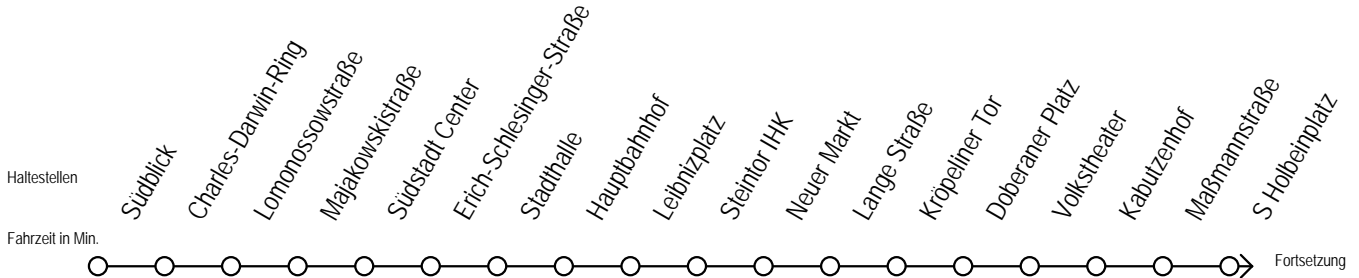 Haltestellen
Südblick
Charles-Darwin-Ring
Lomonossowstraße
Majakowskistraße
Südstadt Center
Erich-Schlesinger-Straße
Stadthalle
Hauptbahnhof
Leibnizplatz
Steintor IHK
Neuer Markt
Lange Straße
Kröpeliner Tor
Doberaner Platz
Volkstheater
Kabutzenhof
Maßmannstraße
S Holbeinplatz
Fahrzeit in Min.
Fortsetzung